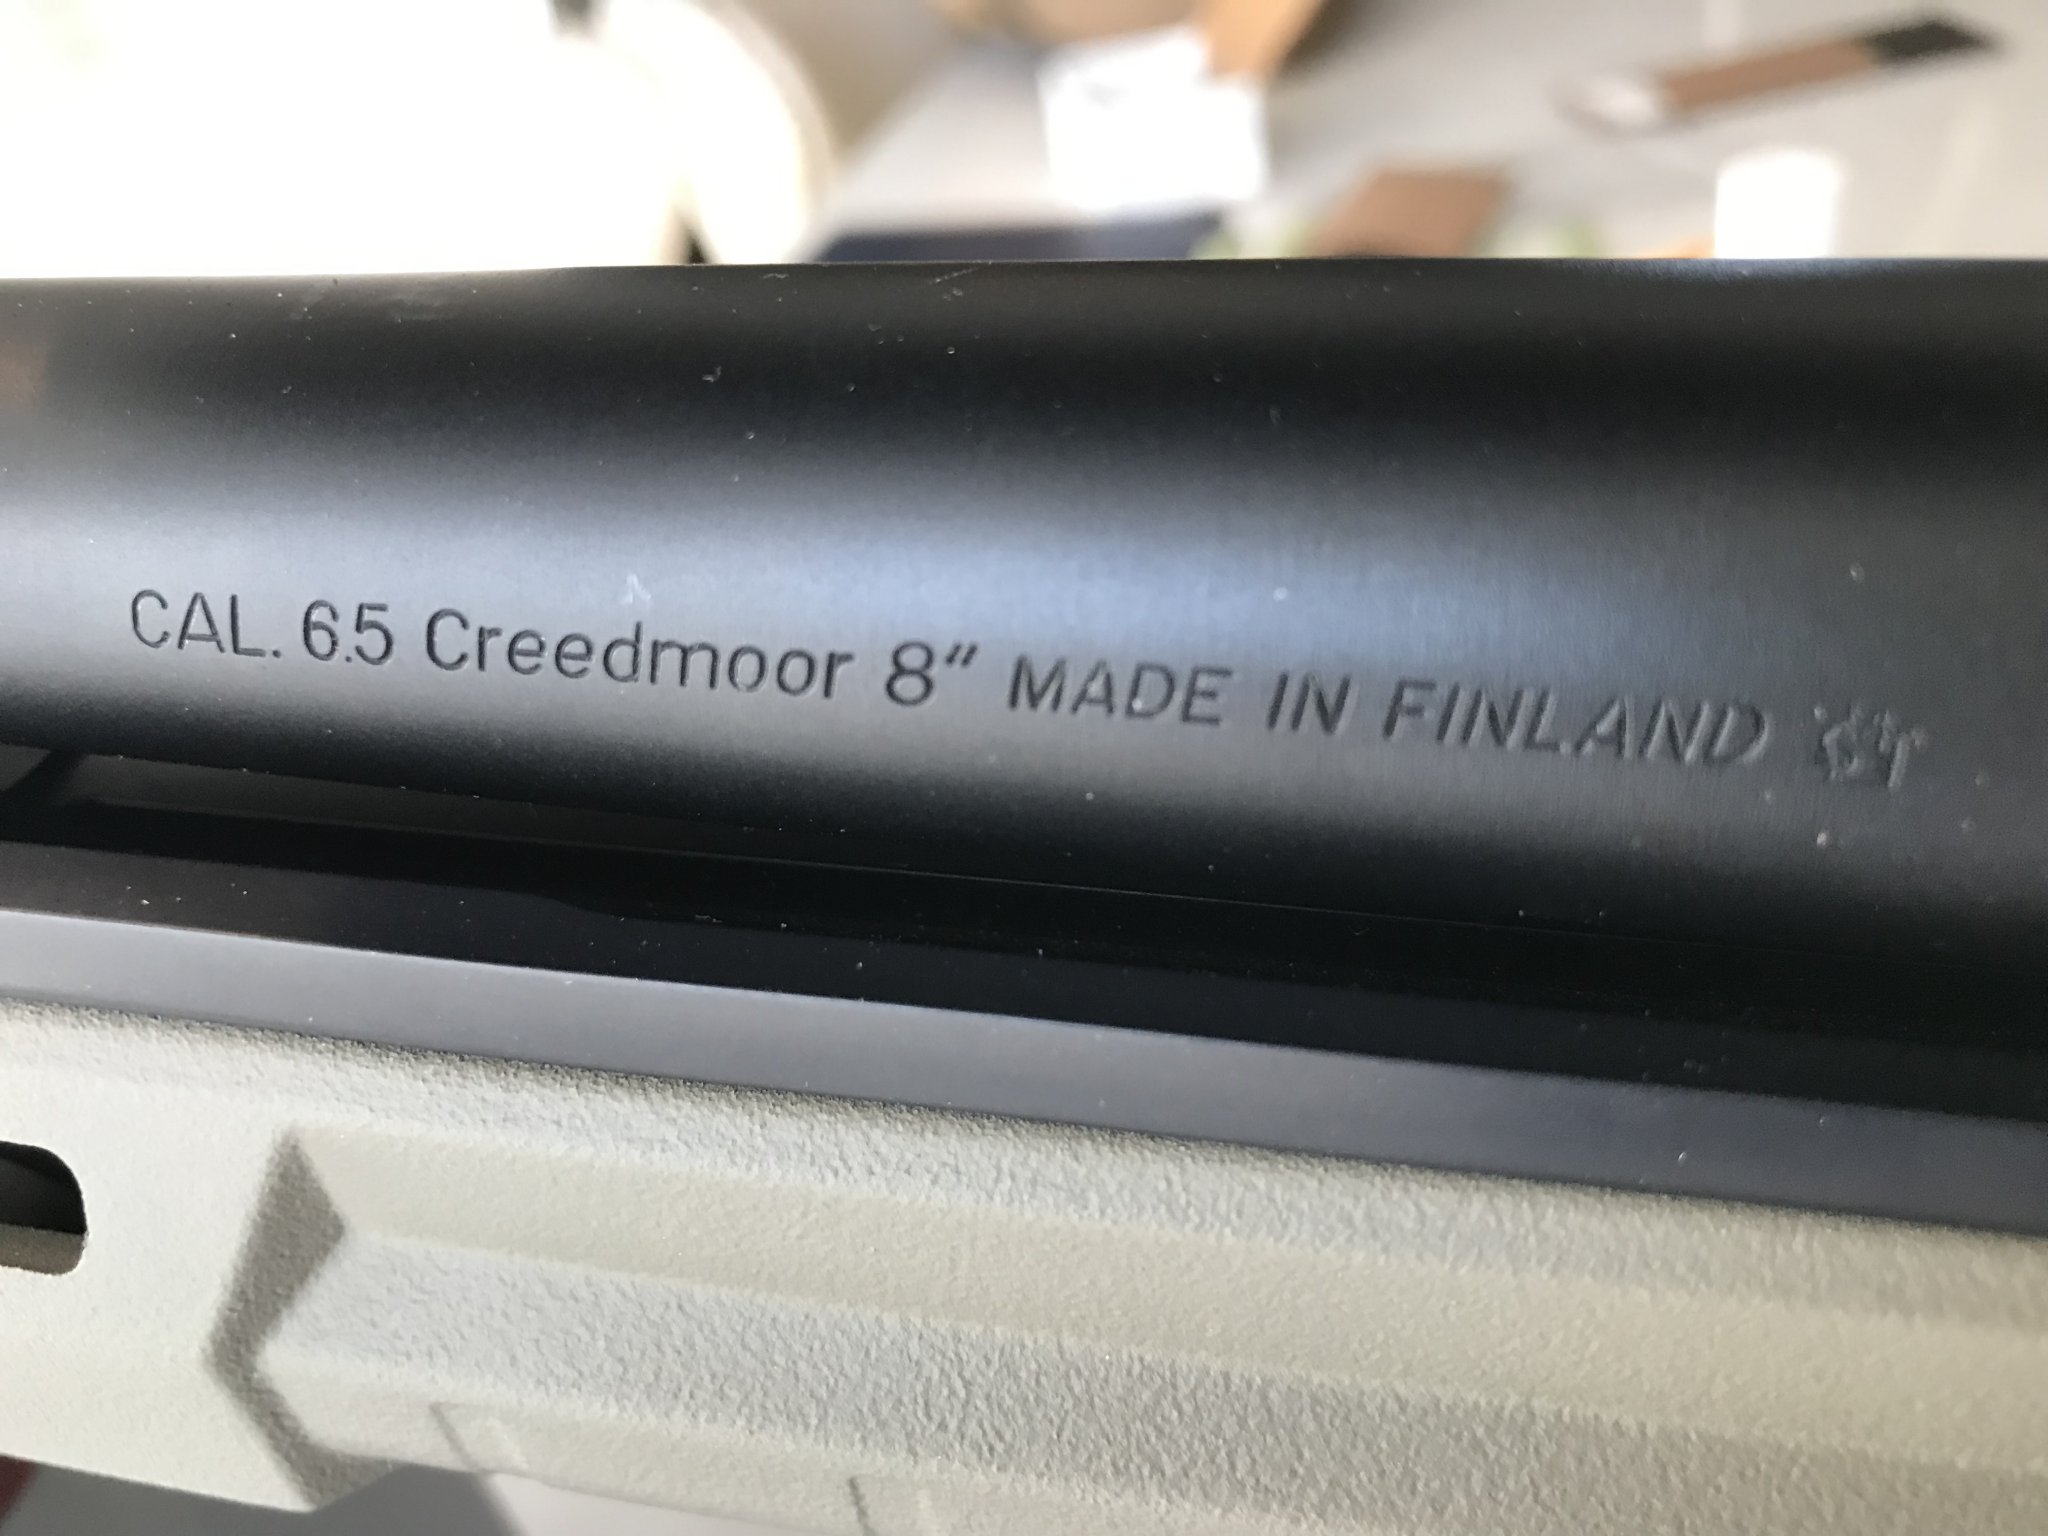 CAL. 6.5 Creedmoor 8” MADE IN FINLAND